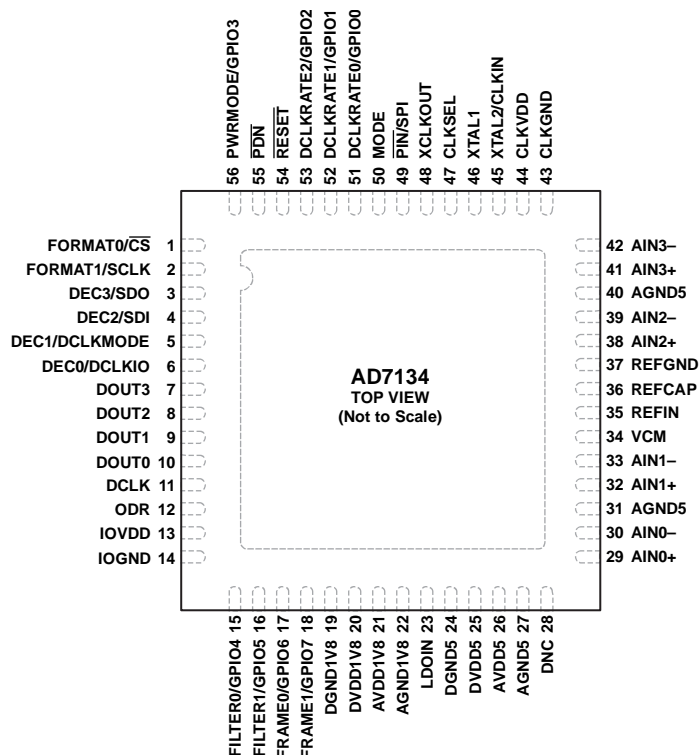 56 PWRMODE/GPIO3
55 PDN
54 RESET
53 DCLKRATE2/GPIO2
52 DCLKRATE1/GPIO1
51 DCLKRATE0/GPIO0
50 MODE
49 PIN/SPI
48 XCLKOUT
47 CLKSEL
46 XTAL1
45 XTAL2/CLKIN
44 CLKVDD
43 CLKGND
FORMAT0/CS 1
FORMAT1/SCLK 2
DEC3/SDO 3
DEC2/SDI 4
DEC1/DCLKMODE 5
DEC0/DCLKIO 6
DOUT3 7
DOUT2 8
DOUT1 9
DOUT0 10
DCLK 11
ODR 12
IOVDD 13
IOGND 14
AD7134
TOP VIEW
(Not to Scale)
42 AIN3–
41 AIN3+
40 AGND5
39 AIN2–
38 AIN2+
37 REFGND
36 REFCAP
35 REFIN
34 VCM
33 AIN1–
32 AIN1+
31 AGND5
30 AIN0–
29 AIN0+
FILTER0/GPIO4 15
FILTER1/GPIO5 16
FRAME0/GPIO6 17
FRAME1/GPIO7 18
DGND1V8 19
DVDD1V8 20
AVDD1V8 21
AGND1V8 22
LDOIN 23
DGND5 24
DVDD5 25
AVDD5 26
AGND5 27
DNC 28